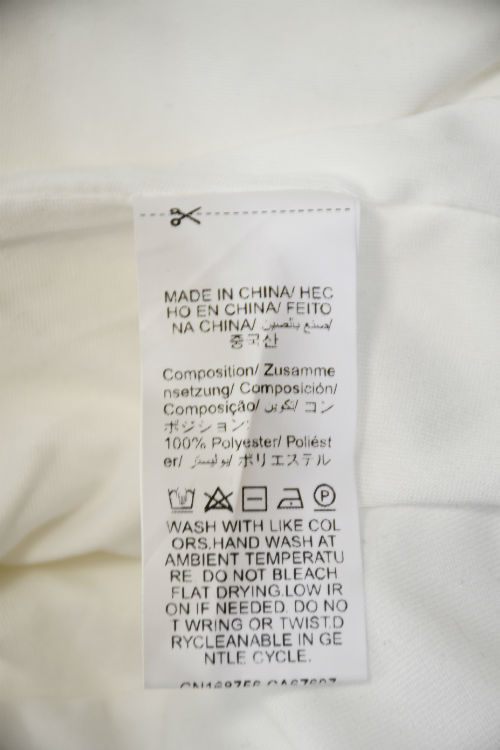 MADE IN CHINA/ HEC
HO EN CHINA/ FEITO
NA CHINA/ صنع بالصين/
중국산
Composition/ Zusamme
nsetzung/ Composición/
Composição/ تكوين/ コン
ポジション:
100% Polyester/ Poliést
er/ بوليستر/ ポリエステル
P
WASH WITH LIKE COL
ORS.HAND WASH AT
AMBIENT TEMPERATU
RE. DO NOT BLEACH.
FLAT DRYING.LOW IR
ON IF NEEDED. DO NO
T WRING OR TWIST.D
RYCLEANABLE IN GE
NTLE CYCLE.